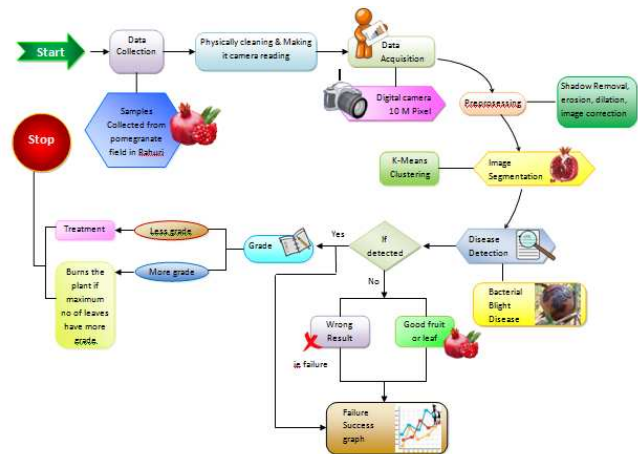 Start
Data
Collection
Physically cleaning & Making
it camera reading
Data
Acquisition
Samples
Collected from
pomegranate
field in Rahuri
Digital camera
10 M Pixel
Preprosessing
Shadow Removal,
erosion, dilation,
image correction
Stop
K-Means
Clustering
Image
Segmentation
Treatment
Less grade
Grade
Yes
If
detected
Disease
Detection
More grade
Burns the
plant if
maximum
no of leaves
have more
grade.
No
Bacterial
Blight
Disease
Wrong
Result
Good fruit
or leaf
ie failure
Failure
Success
graph